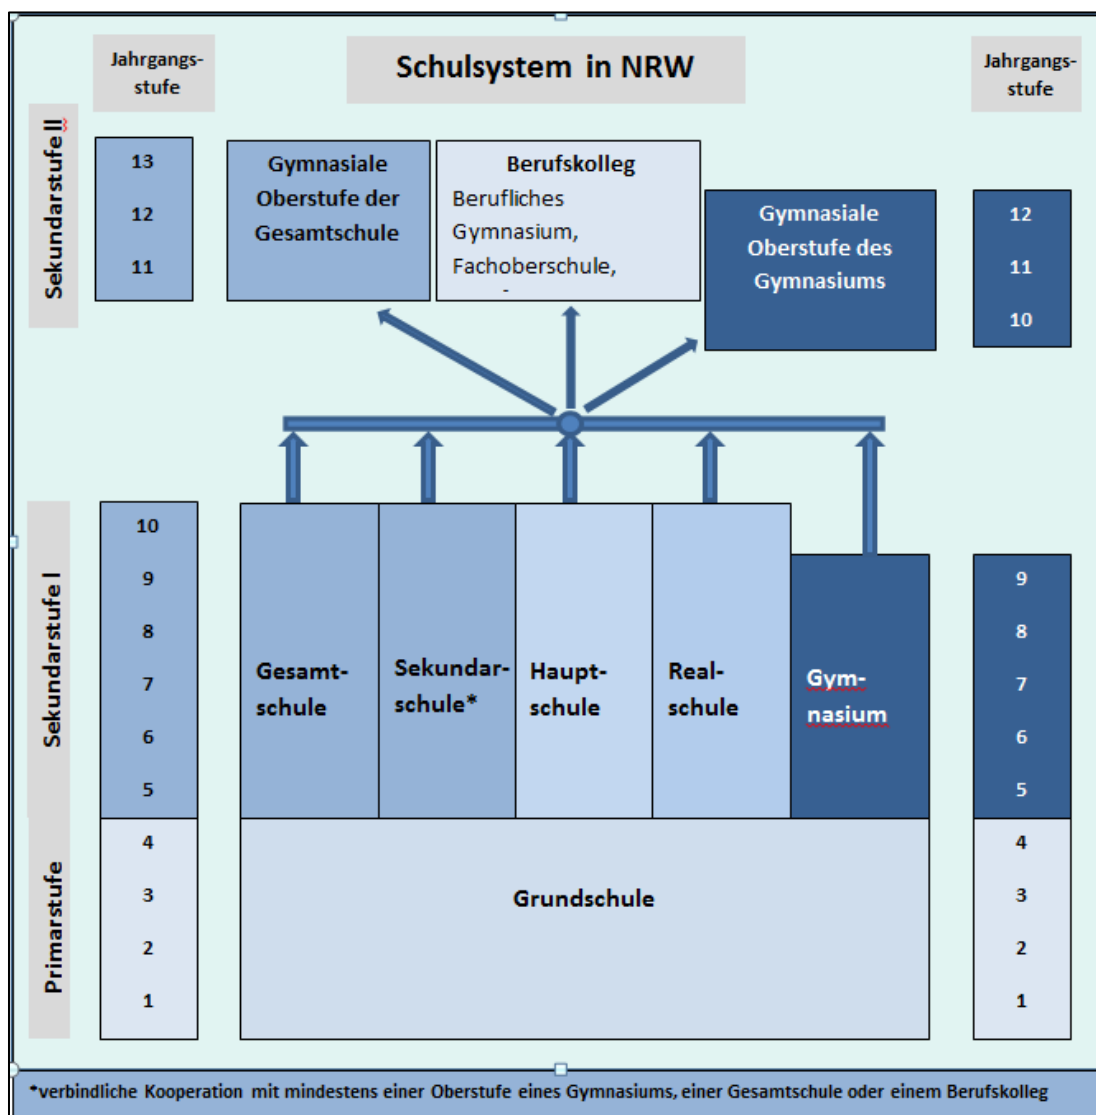 Jahrgangs-
stufe
Schulsystem in NRW
Jahrgangs-
stufe
Sekundarstufe II
13
12
11
Gymnasiale
Oberstufe der
Gesamtschule
Berufskolleg
Berufliches
Gymnasium,
Fachoberschule,
Gymnasiale
Oberstufe des
Gymnasiums
12
11
10
Sekundarstufe I
10
9
8
7
6
5
Gesamt-
schule
Sekundar-
schule*
Haupt-
schule
Real-
schule
Gym-
nasium
9
8
7
6
5
Primarstufe
4
3
2
1
Grundschule
4
3
2
1
*verbindliche Kooperation mit mindestens einer Oberstufe eines Gymnasiums, einer Gesamtschule oder einem Berufskolleg